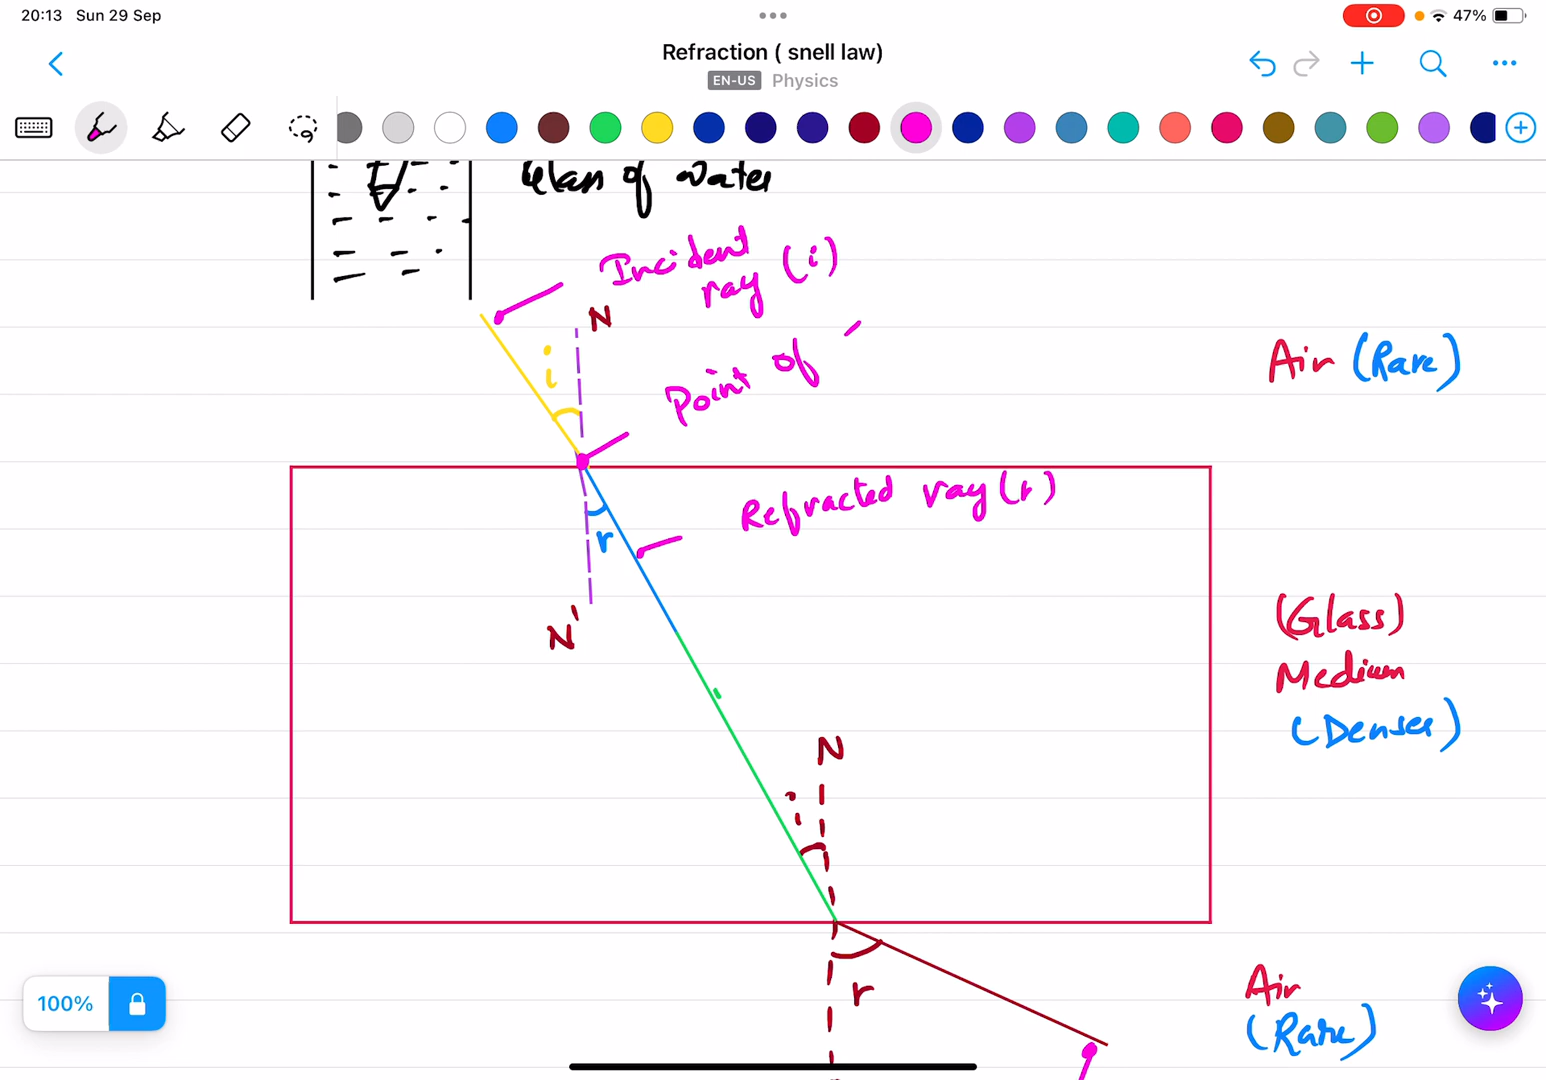 20:13 Sun 29 Sep
47%
Refraction ( snell law)
EN-US Physics
Glass of water
Incident
ray (i)
N
i
Point of
Air (Rare)
Refracted ray (r)
r
N'
(Glass)
Medium
(Denser)
N
i
r
Air
(Rare)
100%